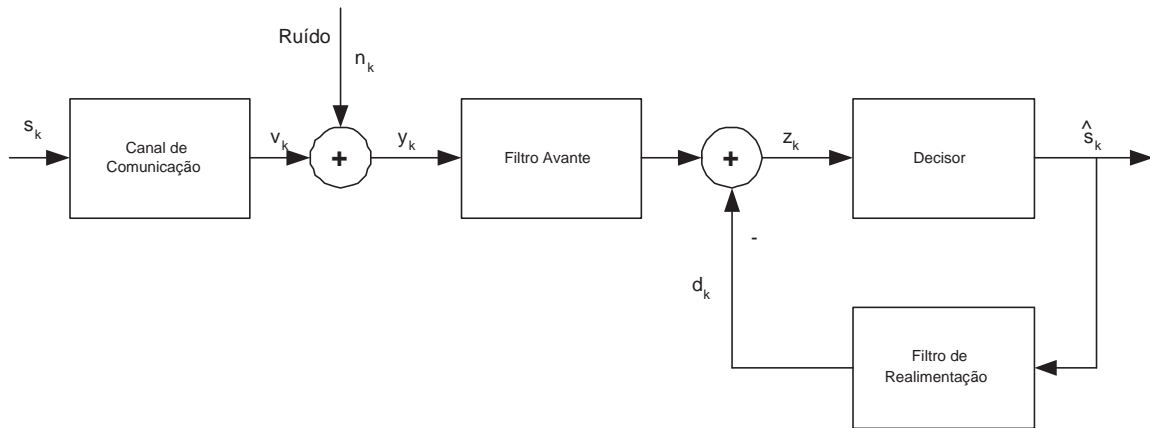 Ruído
n_k
s_k
Canal de
Comunicação
v_k
+
y_k
Filtro Avante
+
z_k
Decisor
ŝ_k
-
d_k
Filtro de
Realimentação